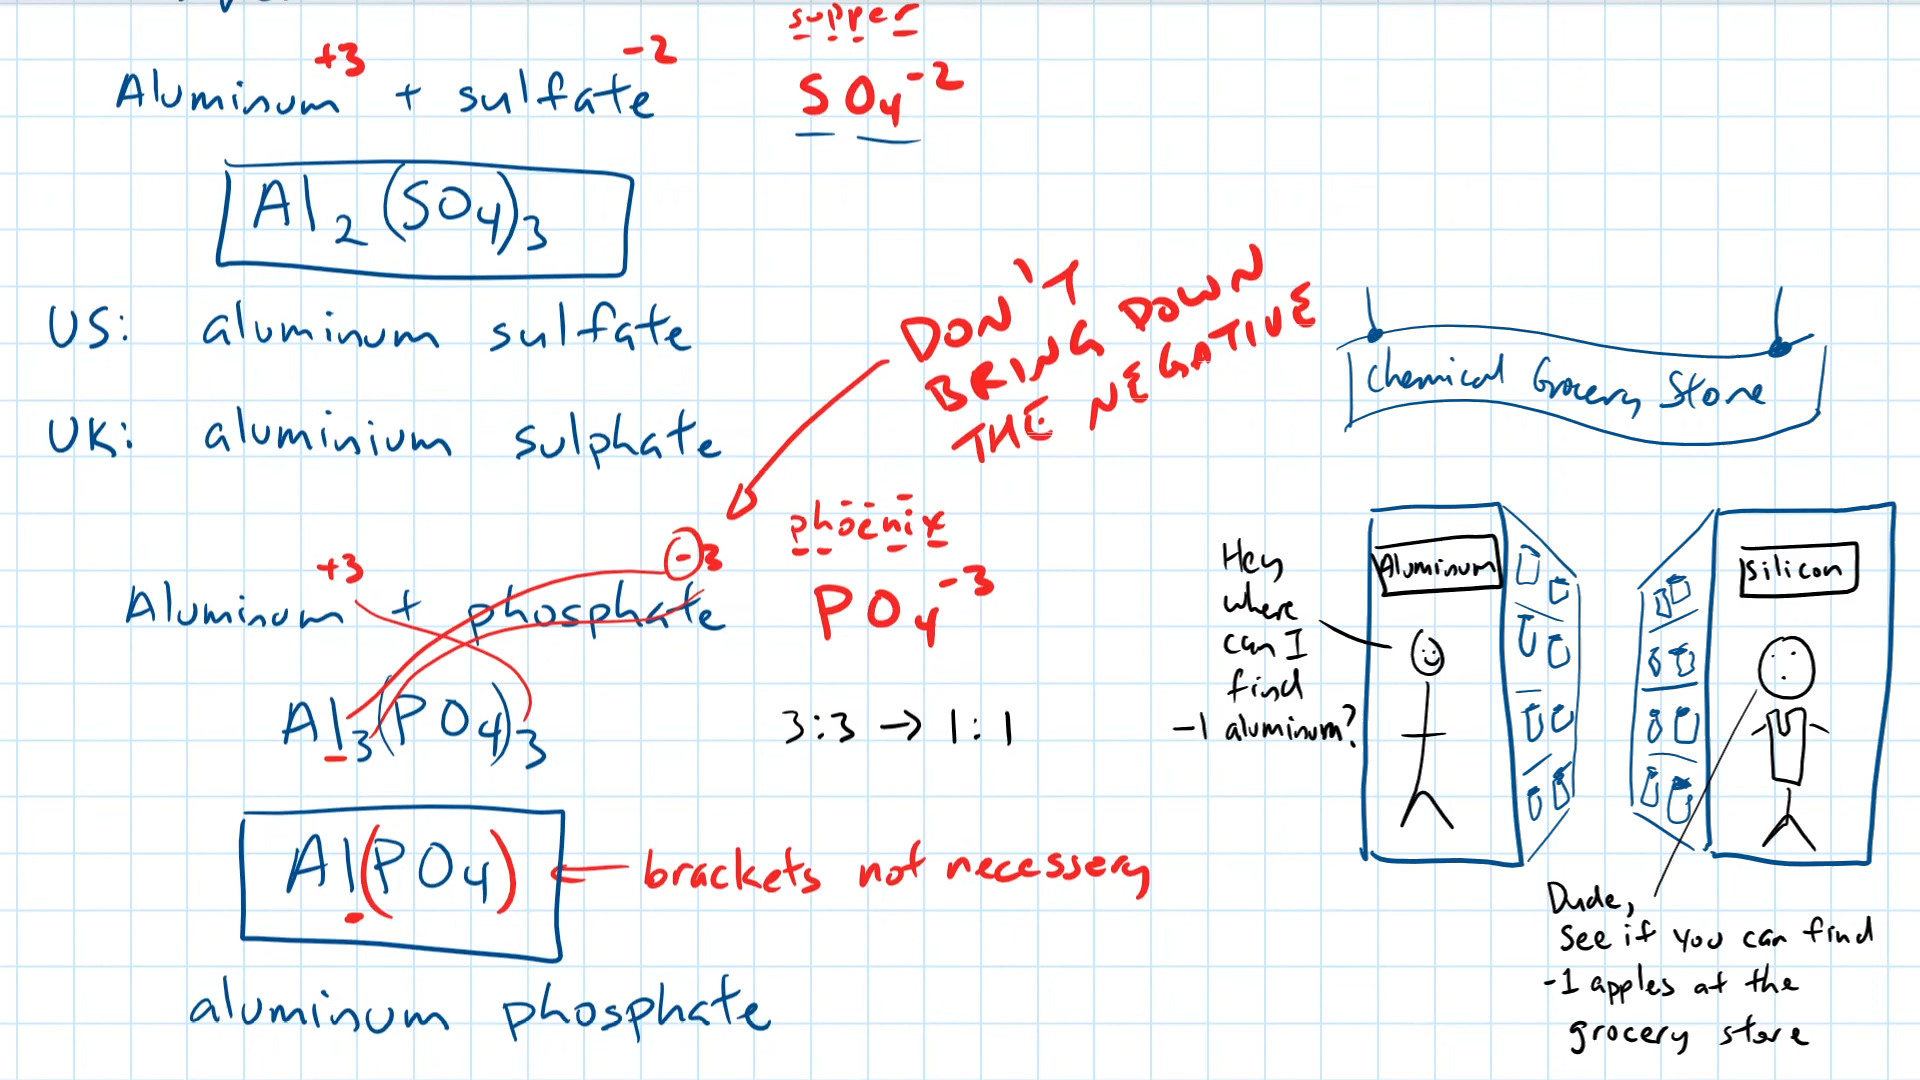 supper
+3 -2
Aluminum + sulfate
SO4-2
Al2(SO4)3
US: aluminum sulfate
UK: aluminium sulphate
DON'T
BRING DOWN
THE NEGATIVE
phoenix
+3 -3
Aluminum + phosphate
PO4-3
Al3(PO4)3
3:3 → 1:1
Al(PO4) ← brackets not necessery
aluminum phosphate
Chemical Grocery Store
Aluminum
Silicon
Hey
where
can I
find
-1 aluminum?
Dude,
See if you can find
-1 apples at the
grocery store